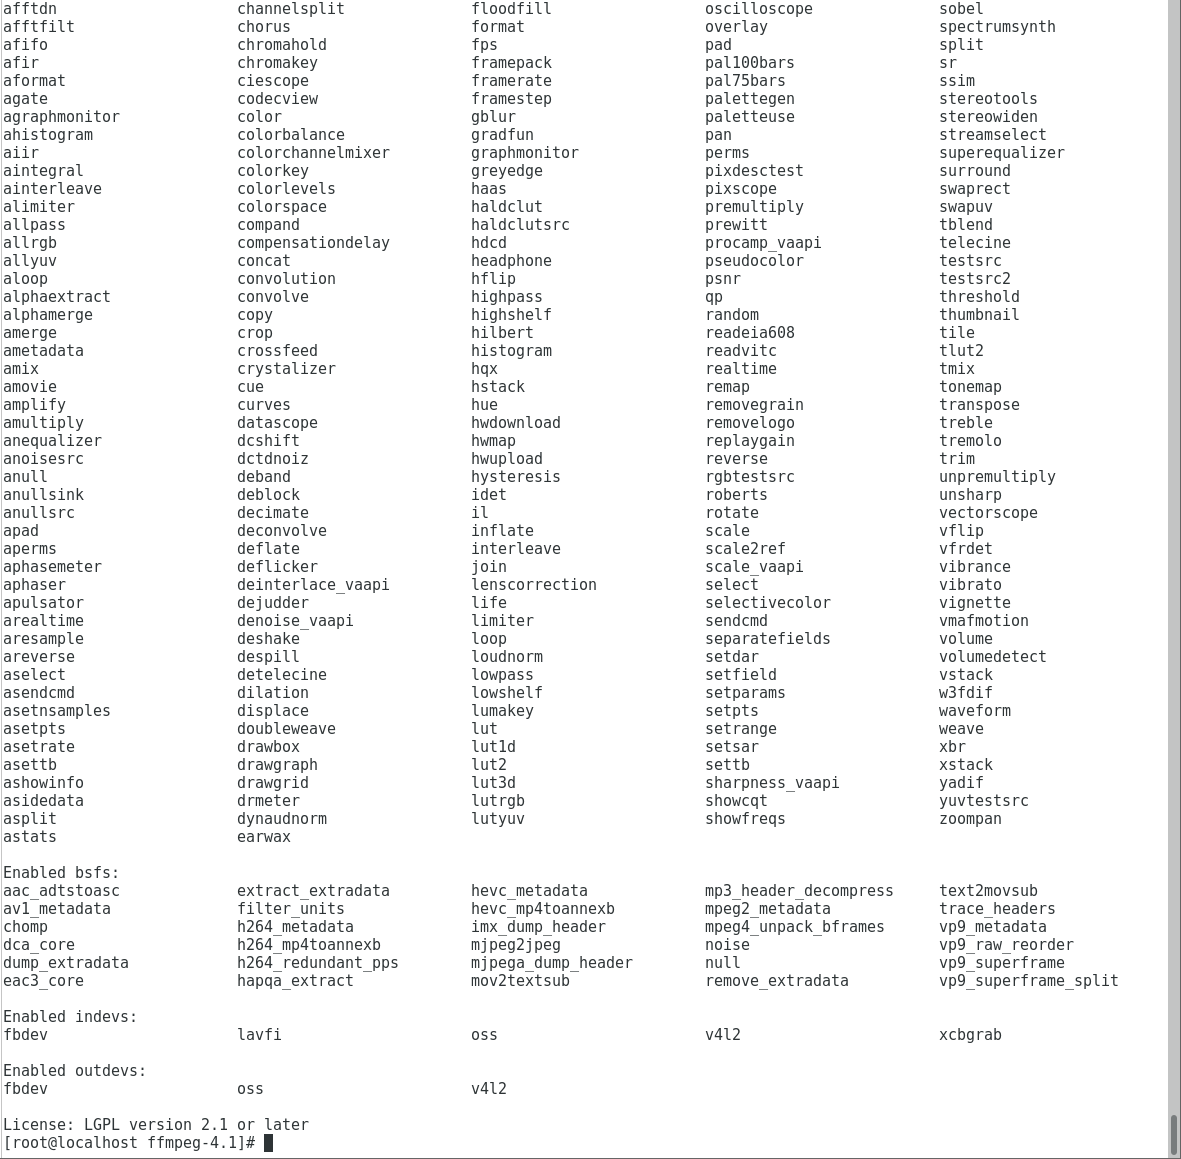 afftdn channelsplit floodfill oscilloscope sobel
afftfilt chorus format overlay spectrumsynth
afifo chromahold fps pad split
afir chromakey framepack pal100bars sr
aformat ciescope framerate pal75bars ssim
agate codecview framestep palettegen stereotools
agraphmonitor color gblur paletteuse stereowiden
ahistogram colorbalance gradfun pan streamselect
aiir colorchannelmixer graphmonitor perms superequalizer
aintegral colorkey greyedge pixdesctest surround
ainterleave colorlevels haas pixscope swaprect
alimiter colorspace haldclut premultiply swapuv
allpass compand haldclutsrc prewitt tblend
allrgb compensationdelay hdcd procamp_vaapi telecine
allyuv concat headphone pseudocolor testsrc
aloop convolution hflip psnr testsrc2
alphaextract convolve highpass qp threshold
alphamerge copy highshelf random thumbnail
amerge crop hilbert readeia608 tile
ametadata crossfeed histogram readvitc tlut2
amix crystalizer hqx realtime tmix
amovie cue hstack remap tonemap
amplify curves hue removegrain transpose
amultiply datascope hwdownload removelogo treble
anequalizer dcshift hwmap replaygain tremolo
anoisesrc dctdnoiz hwupload reverse trim
anull deband hysteresis rgbtestsrc unpremultiply
anullsink deblock idet roberts unsharp
anullsrc decimate il rotate vectorscope
apad deconvolve inflate scale vflip
aperms deflate interleave scale2ref vfrdet
aphasemeter deflicker join scale_vaapi vibrance
aphaser deinterlace_vaapi lenscorrection select vibrato
apulsator dejudder life selectivecolor vignette
arealtime denoise_vaapi limiter sendcmd vmafmotion
aresample deshake loop separatefields volume
areverse despill loudnorm setdar volumedetect
aselect detelecine lowpass setfield vstack
asendcmd dilation lowshelf setparams w3fdif
asetnsamples displace lumakey setpts waveform
asetpts doubleweave lut setrange weave
asetrate drawbox lut1d setsar xbr
asettb drawgraph lut2 settb xstack
ashowinfo drawgrid lut3d sharpness_vaapi yadif
asidedata drmeter lutrgb showcqt yuvtestsrc
asplit dynaudnorm lutyuv showfreqs zoompan
astats earwax
Enabled bsfs:
aac_adtstoasc extract_extradata hevc_metadata mp3_header_decompress text2movsub
av1_metadata filter_units hevc_mp4toannexb mpeg2_metadata trace_headers
chomp h264_metadata imx_dump_header mpeg4_unpack_bframes vp9_metadata
dca_core h264_mp4toannexb mjpeg2jpeg noise vp9_raw_reorder
dump_extradata h264_redundant_pps mjpega_dump_header null vp9_superframe
eac3_core hapqa_extract mov2textsub remove_extradata vp9_superframe_split
Enabled indevs:
fbdev lavfi oss v4l2 xcbgrab
Enabled outdevs:
fbdev oss v4l2
License: LGPL version 2.1 or later
[root@localhost ffmpeg-4.1]#